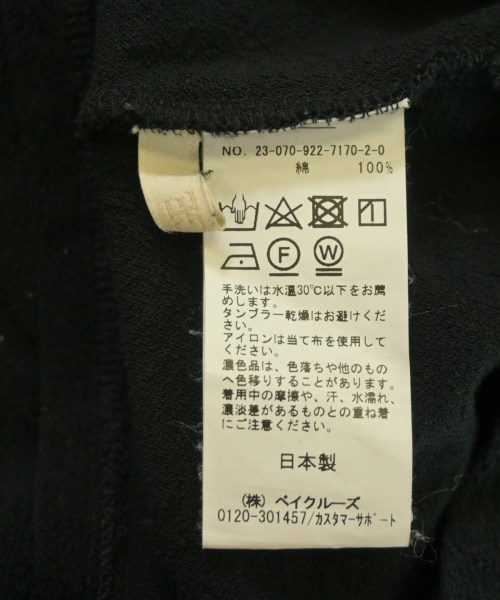 NO. 23-070-922-7170-2-0
綿 100%
F W
手洗いは水温30℃以下をお薦
めします。
タンブラー乾燥はお避けくださ
い。
アイロンは当て布を使用して
ください。
濃色品は、色落ちや他のもの
へ色移りすることがあります。
着用中の摩擦や、汗、水濡れ、
濃淡差があるものとの重ね着
にご注意ください。
日本製
(株) ベイクルーズ
0120-301457/カスタマーサポート